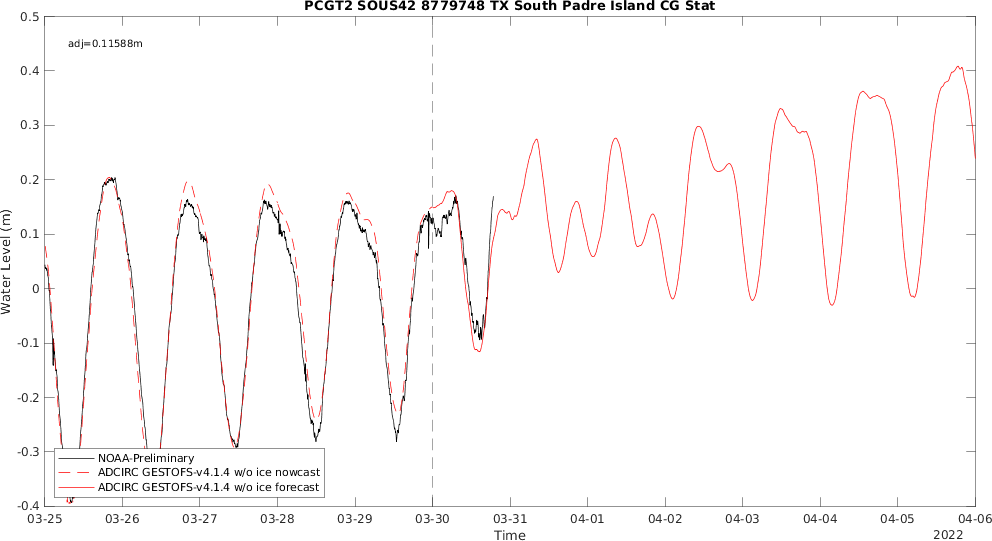 PCGT2 SOUS42 8779748 TX South Padre Island CG Stat
adj=0.11588m
0.5
0.4
0.3
0.2
0.1
0
-0.1
-0.2
-0.3
-0.4
Water Level (m)
NOAA-Preliminary
ADCIRC GESTOFS-v4.1.4 w/o ice nowcast
ADCIRC GESTOFS-v4.1.4 w/o ice forecast
03-25 03-26 03-27 03-28 03-29 03-30 03-31 04-01 04-02 04-03 04-04 04-05 04-06
Time
2022